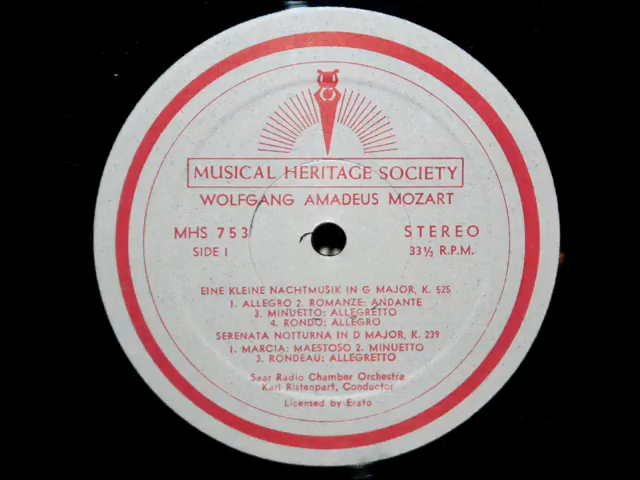 MUSICAL HERITAGE SOCIETY
WOLFGANG AMADEUS MOZART
MHS 753 STEREO
SIDE 1 33⅓ R.P.M.
EINE KLEINE NACHTMUSIK IN G MAJOR, K. 525
1. ALLEGRO 2. ROMANZE: ANDANTE
3. MINUETTO: ALLEGRETTO
4. RONDO: ALLEGRO
SERENATA NOTTURNA IN D MAJOR, K. 239
1. MARCIA: MAESTOSO 2. MINUETTO
3. RONDEAU: ALLEGRETTO
Saar Radio Chamber Orchestra
Karl Ristenpart, Conductor
Licensed by Erato